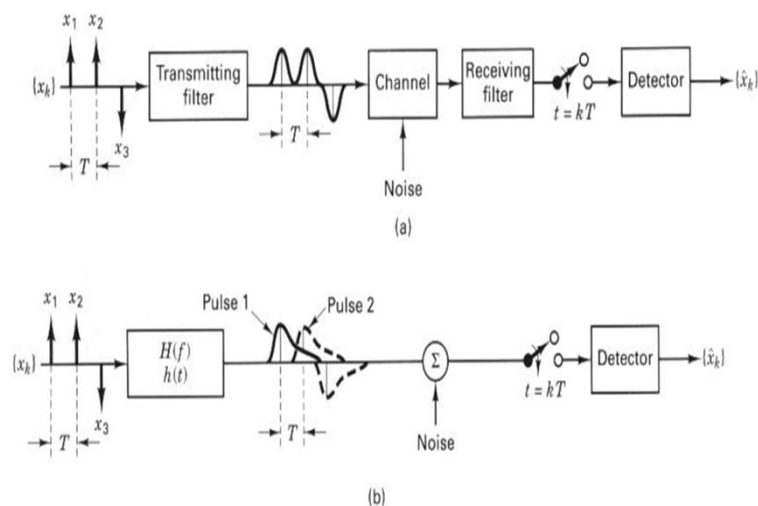 x₁ x₂
{xₖ}
x₃
T
Transmitting
filter
T
Channel
Noise
Receiving
filter
t = kT
Detector
{x̂ₖ}
(a)
x₁ x₂
{xₖ}
x₃
T
H(f)
h(t)
Pulse 1
Pulse 2
T
Σ
Noise
t = kT
Detector
{x̂ₖ}
(b)